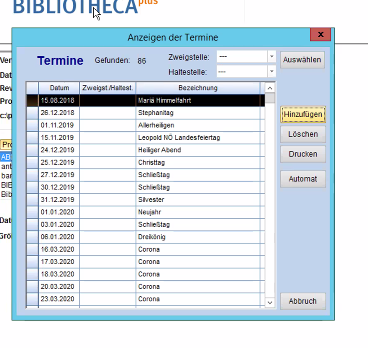 BIBLIOTHECAplus
Anzeigen der Termine
x
Termine Gefunden: 86 Zweigstelle: ---
Haltestelle: ---
Auswählen
Datum Zweigst./Haltest. Bezeichnung
15.08.2018 Mariä Himmelfahrt
26.12.2018 Stephanitag
01.11.2019 Allerheiligen
15.11.2019 Leopold NÖ Landesfeiertag
24.12.2019 Heiliger Abend
25.12.2019 Christtag
27.12.2019 Schließtag
30.12.2019 Schließtag
31.12.2019 Silvester
01.01.2020 Neujahr
03.01.2020 Schließtag
06.01.2020 Dreikönig
16.03.2020 Corona
17.03.2020 Corona
18.03.2020 Corona
20.03.2020 Corona
23.03.2020 Corona
Hinzufügen
Löschen
Drucken
Automat
Abbruch
Ver
Dat
Rev
Pro
c:\p
Pro
AB
ant
bar
BIE
Bib
Dat
Grö